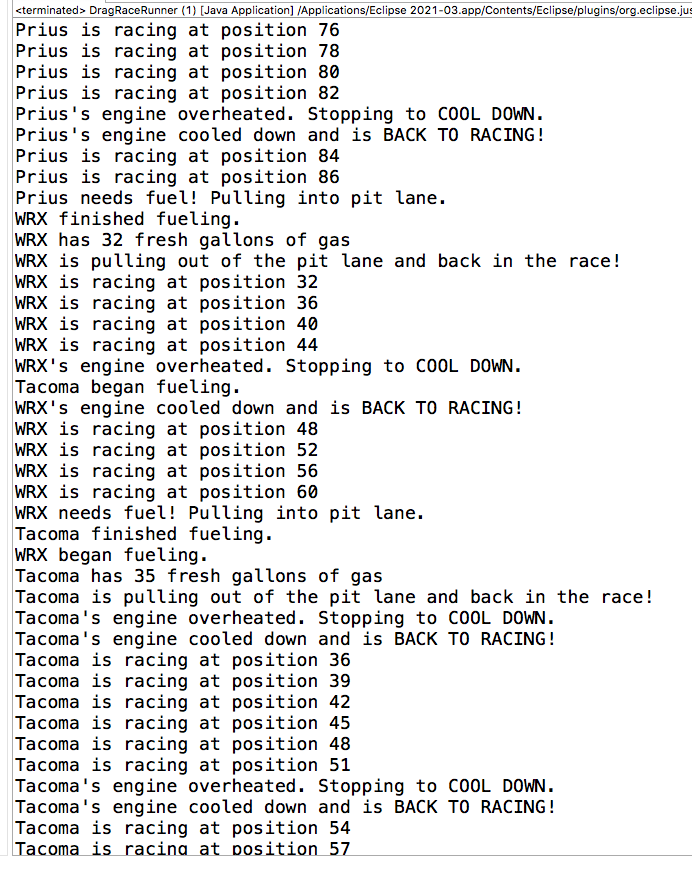 <terminated> DragRaceRunner (1) [Java Application] /Applications/Eclipse 2021-03.app/Contents/Eclipse/plugins/org.eclipse.jus
Prius is racing at position 76
Prius is racing at position 78
Prius is racing at position 80
Prius is racing at position 82
Prius's engine overheated. Stopping to COOL DOWN.
Prius's engine cooled down and is BACK TO RACING!
Prius is racing at position 84
Prius is racing at position 86
Prius needs fuel! Pulling into pit lane.
WRX finished fueling.
WRX has 32 fresh gallons of gas
WRX is pulling out of the pit lane and back in the race!
WRX is racing at position 32
WRX is racing at position 36
WRX is racing at position 40
WRX is racing at position 44
WRX's engine overheated. Stopping to COOL DOWN.
Tacoma began fueling.
WRX's engine cooled down and is BACK TO RACING!
WRX is racing at position 48
WRX is racing at position 52
WRX is racing at position 56
WRX is racing at position 60
WRX needs fuel! Pulling into pit lane.
Tacoma finished fueling.
WRX began fueling.
Tacoma has 35 fresh gallons of gas
Tacoma is pulling out of the pit lane and back in the race!
Tacoma's engine overheated. Stopping to COOL DOWN.
Tacoma's engine cooled down and is BACK TO RACING!
Tacoma is racing at position 36
Tacoma is racing at position 39
Tacoma is racing at position 42
Tacoma is racing at position 45
Tacoma is racing at position 48
Tacoma is racing at position 51
Tacoma's engine overheated. Stopping to COOL DOWN.
Tacoma's engine cooled down and is BACK TO RACING!
Tacoma is racing at position 54
Tacoma is racing at position 57